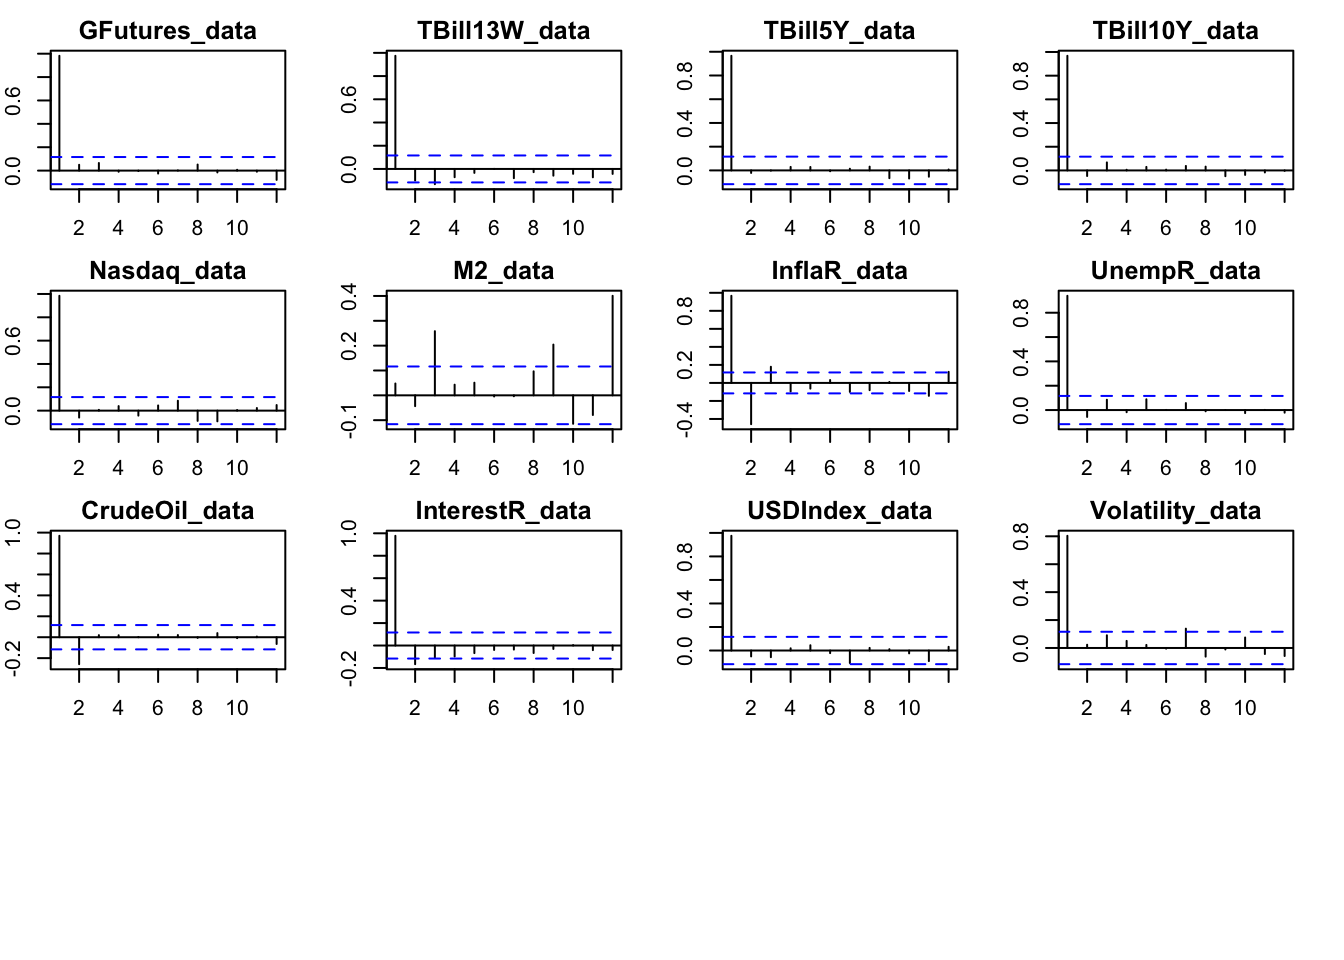 GFutures_data TBill13W_data TBill5Y_data TBill10Y_data
0.0 0.6 0.0 0.6 0.0 0.4 0.8 0.0 0.4 0.8
2 4 6 8 10 2 4 6 8 10 2 4 6 8 10 2 4 6 8 10
Nasdaq_data M2_data InflaR_data UnempR_data
0.0 0.6 -0.1 0.2 0.4 -0.4 0.2 0.8 0.0 0.4 0.8
2 4 6 8 10 2 4 6 8 10 2 4 6 8 10 2 4 6 8 10
CrudeOil_data InterestR_data USDIndex_data Volatility_data
-0.2 0.4 1.0 -0.2 0.4 1.0 0.0 0.4 0.8 0.0 0.4 0.8
2 4 6 8 10 2 4 6 8 10 2 4 6 8 10 2 4 6 8 10